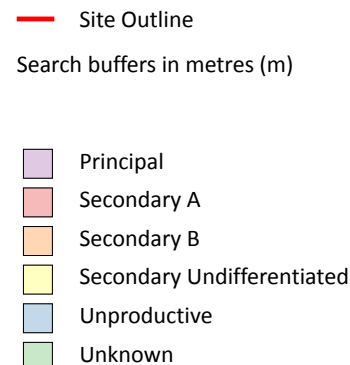 Site Outline
Search buffers in metres (m)
Principal
Secondary A
Secondary B
Secondary Undifferentiated
Unproductive
Unknown